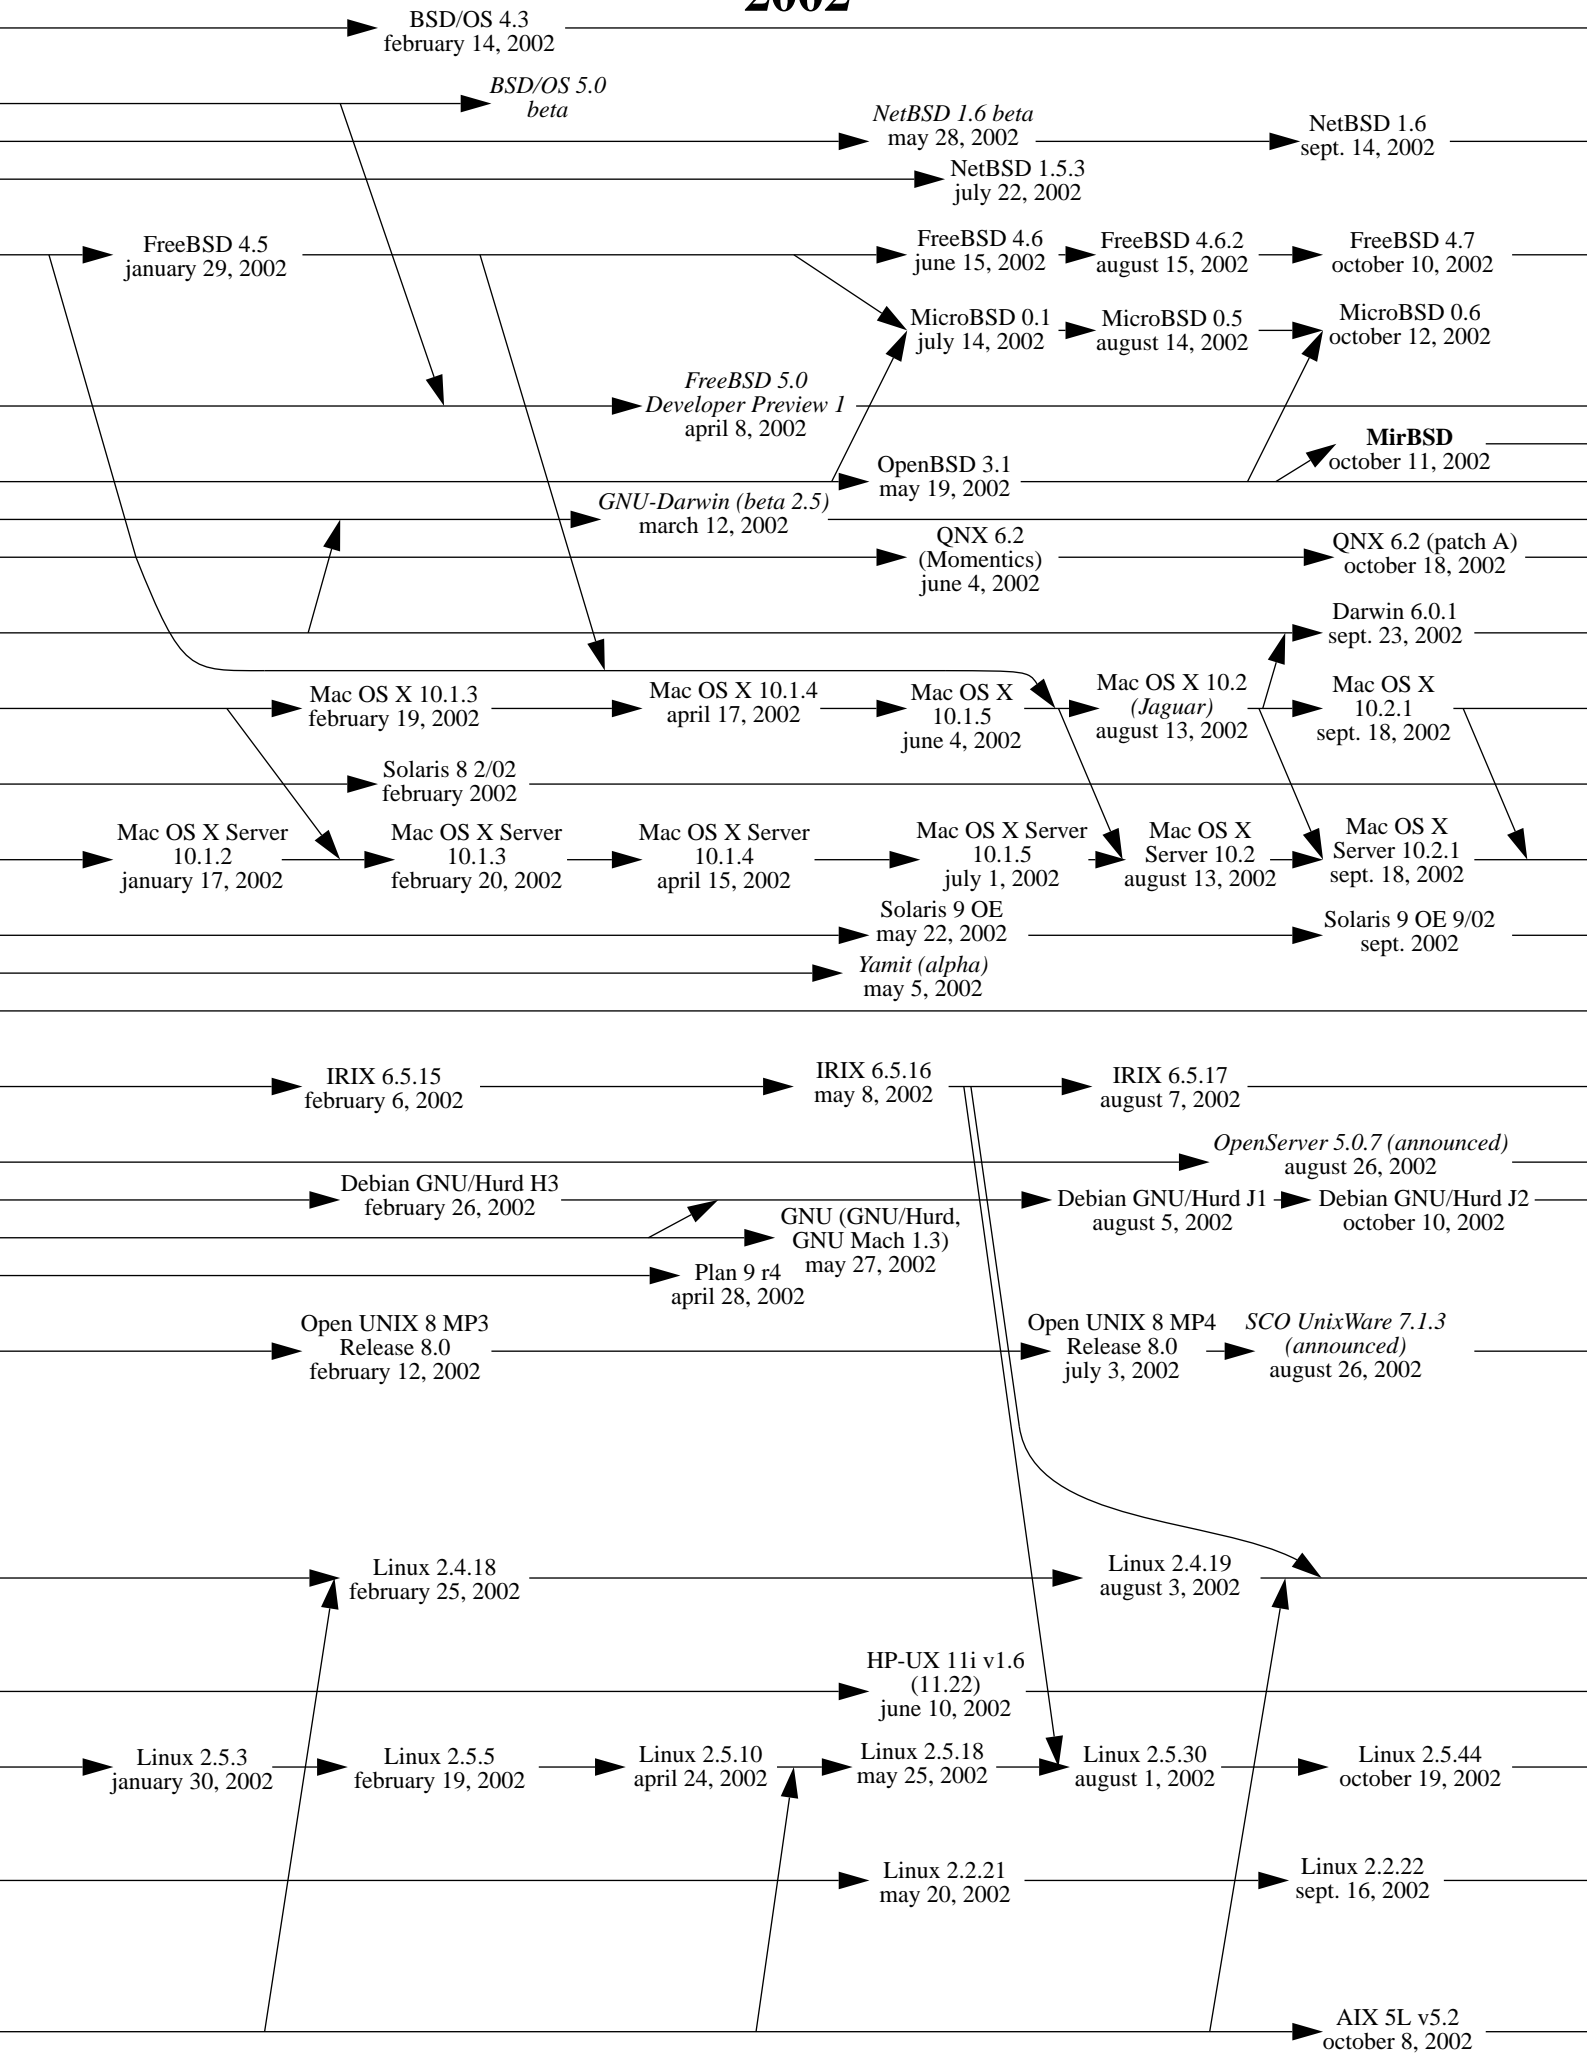 2002
BSD/OS 4.3
february 14, 2002
BSD/OS 5.0
beta
NetBSD 1.6 beta
may 28, 2002
NetBSD 1.6
sept. 14, 2002
NetBSD 1.5.3
july 22, 2002
FreeBSD 4.5
january 29, 2002
FreeBSD 4.6
june 15, 2002
FreeBSD 4.6.2
august 15, 2002
FreeBSD 4.7
october 10, 2002
MicroBSD 0.1
july 14, 2002
MicroBSD 0.5
august 14, 2002
MicroBSD 0.6
october 12, 2002
FreeBSD 5.0
Developer Preview 1
april 8, 2002
MirBSD
october 11, 2002
OpenBSD 3.1
may 19, 2002
GNU-Darwin (beta 2.5)
march 12, 2002
QNX 6.2
(Momentics)
june 4, 2002
QNX 6.2 (patch A)
october 18, 2002
Darwin 6.0.1
sept. 23, 2002
Mac OS X 10.1.3
february 19, 2002
Mac OS X 10.1.4
april 17, 2002
Mac OS X
10.1.5
june 4, 2002
Mac OS X 10.2
(Jaguar)
august 13, 2002
Mac OS X
10.2.1
sept. 18, 2002
Solaris 8 2/02
february 2002
Mac OS X Server
10.1.2
january 17, 2002
Mac OS X Server
10.1.3
february 20, 2002
Mac OS X Server
10.1.4
april 15, 2002
Mac OS X Server
10.1.5
july 1, 2002
Mac OS X
Server 10.2
august 13, 2002
Mac OS X
Server 10.2.1
sept. 18, 2002
Solaris 9 OE
may 22, 2002
Solaris 9 OE 9/02
sept. 2002
Yamit (alpha)
may 5, 2002
IRIX 6.5.15
february 6, 2002
IRIX 6.5.16
may 8, 2002
IRIX 6.5.17
august 7, 2002
OpenServer 5.0.7 (announced)
august 26, 2002
Debian GNU/Hurd H3
february 26, 2002
Debian GNU/Hurd J1
august 5, 2002
Debian GNU/Hurd J2
october 10, 2002
GNU (GNU/Hurd,
GNU Mach 1.3)
may 27, 2002
Plan 9 r4
april 28, 2002
Open UNIX 8 MP3
Release 8.0
february 12, 2002
Open UNIX 8 MP4
Release 8.0
july 3, 2002
SCO UnixWare 7.1.3
(announced)
august 26, 2002
Linux 2.4.18
february 25, 2002
Linux 2.4.19
august 3, 2002
HP-UX 11i v1.6
(11.22)
june 10, 2002
Linux 2.5.3
january 30, 2002
Linux 2.5.5
february 19, 2002
Linux 2.5.10
april 24, 2002
Linux 2.5.18
may 25, 2002
Linux 2.5.30
august 1, 2002
Linux 2.5.44
october 19, 2002
Linux 2.2.21
may 20, 2002
Linux 2.2.22
sept. 16, 2002
AIX 5L v5.2
october 8, 2002